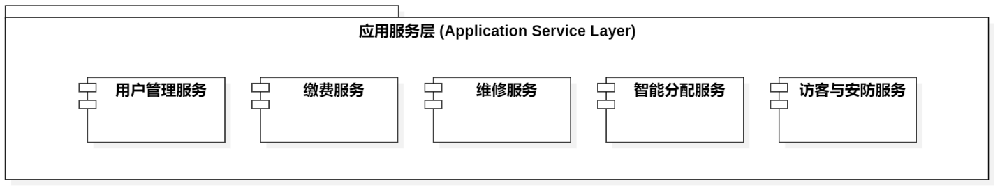 应用服务层 (Application Service Layer)
用户管理服务
缴费服务
维修服务
智能分配服务
访客与安防服务